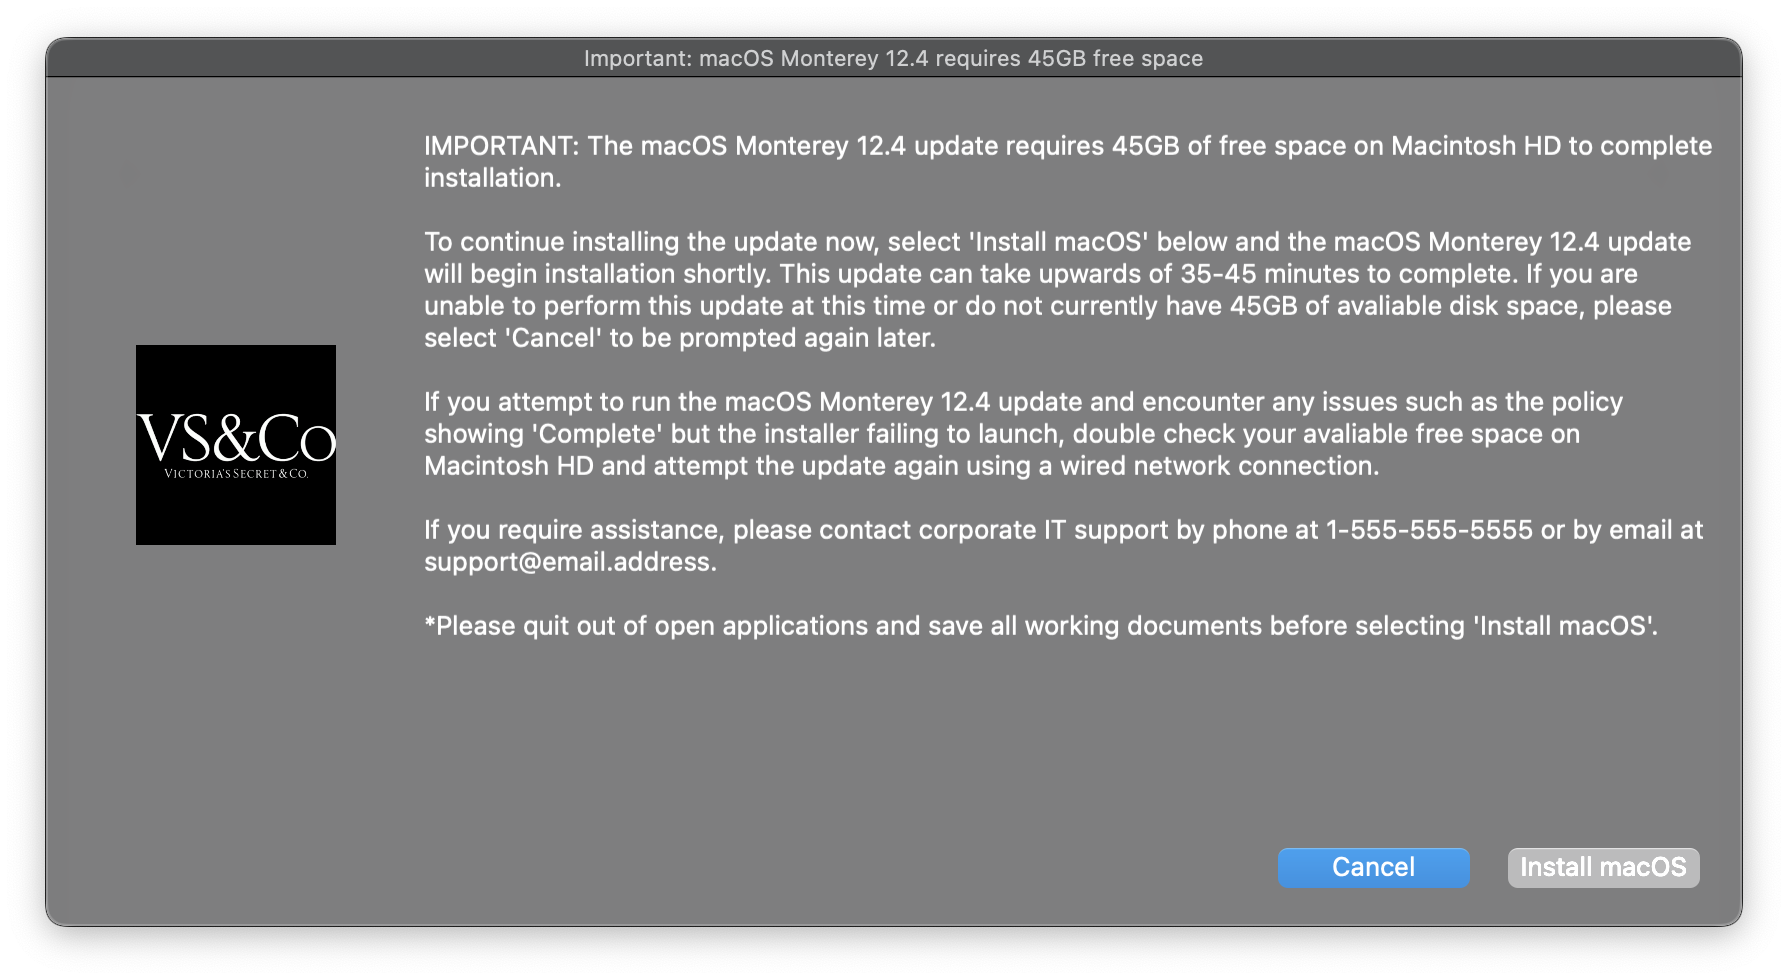 Important: macOS Monterey 12.4 requires 45GB free space
IMPORTANT: The macOS Monterey 12.4 update requires 45GB of free space on Macintosh HD to complete
installation.
To continue installing the update now, select 'Install macOS' below and the macOS Monterey 12.4 update
will begin installation shortly. This update can take upwards of 35-45 minutes to complete. If you are
unable to perform this update at this time or do not currently have 45GB of avaliable disk space, please
select 'Cancel' to be prompted again later.
If you attempt to run the macOS Monterey 12.4 update and encounter any issues such as the policy
showing 'Complete' but the installer failing to launch, double check your avaliable free space on
Macintosh HD and attempt the update again using a wired network connection.
If you require assistance, please contact corporate IT support by phone at 1-555-555-5555 or by email at
support@email.address.
*Please quit out of open applications and save all working documents before selecting 'Install macOS'.
VS&Co
VICTORIA'S SECRET & CO.
Cancel
Install macOS